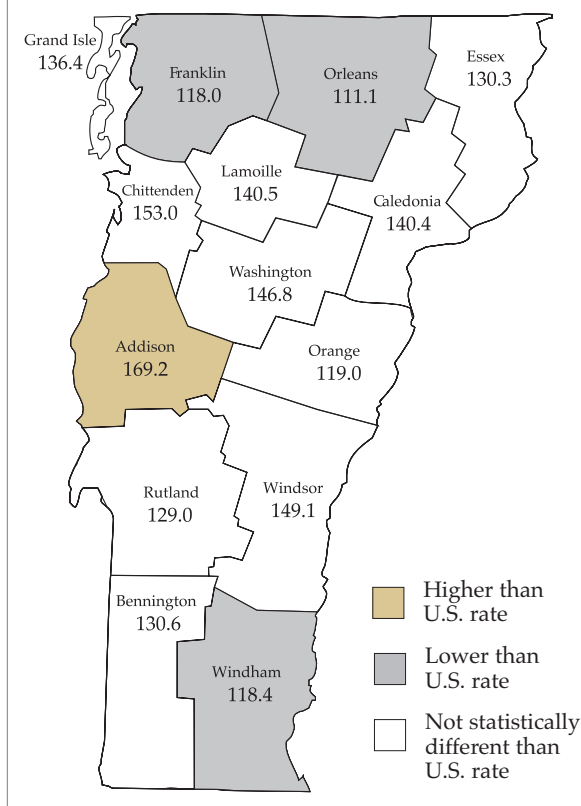 Grand Isle
136.4
Franklin
118.0
Orleans
111.1
Essex
130.3
Lamoille
140.5
Chittenden
153.0
Caledonia
140.4
Washington
146.8
Addison
169.2
Orange
119.0
Rutland
129.0
Windsor
149.1
Bennington
130.6
Windham
118.4
Higher than
U.S. rate
Lower than
U.S. rate
Not statistically
different than
U.S. rate